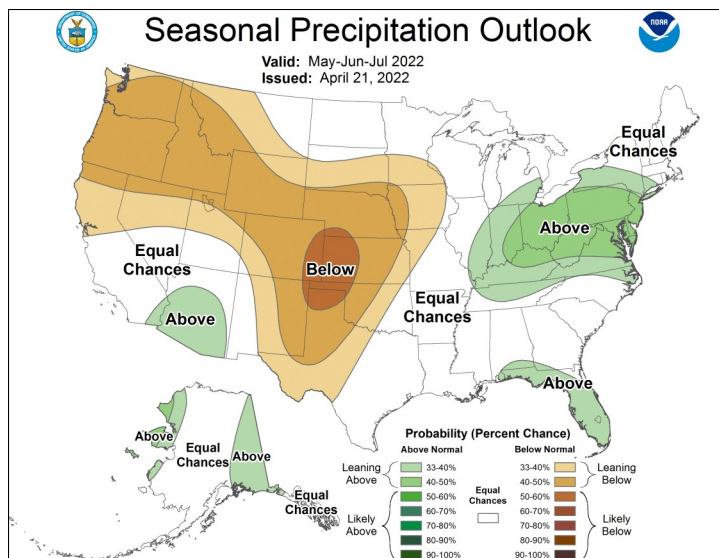 Seasonal Precipitation Outlook
NOAA
Valid: May-Jun-Jul 2022
Issued: April 21, 2022
Equal
Chances
Above
Equal
Chances
Below
Equal
Chances
Above
Above
Above
Equal
Chances
Above
Equal
Chances
Probability (Percent Chance)
Above Normal
Below Normal
Leaning
Above
33-40%
40-50%
Likely
Above
50-60%
60-70%
70-80%
80-90%
90-100%
Equal
Chances
33-40%
40-50%
Leaning
Below
50-60%
60-70%
70-80%
80-90%
90-100%
Likely
Below